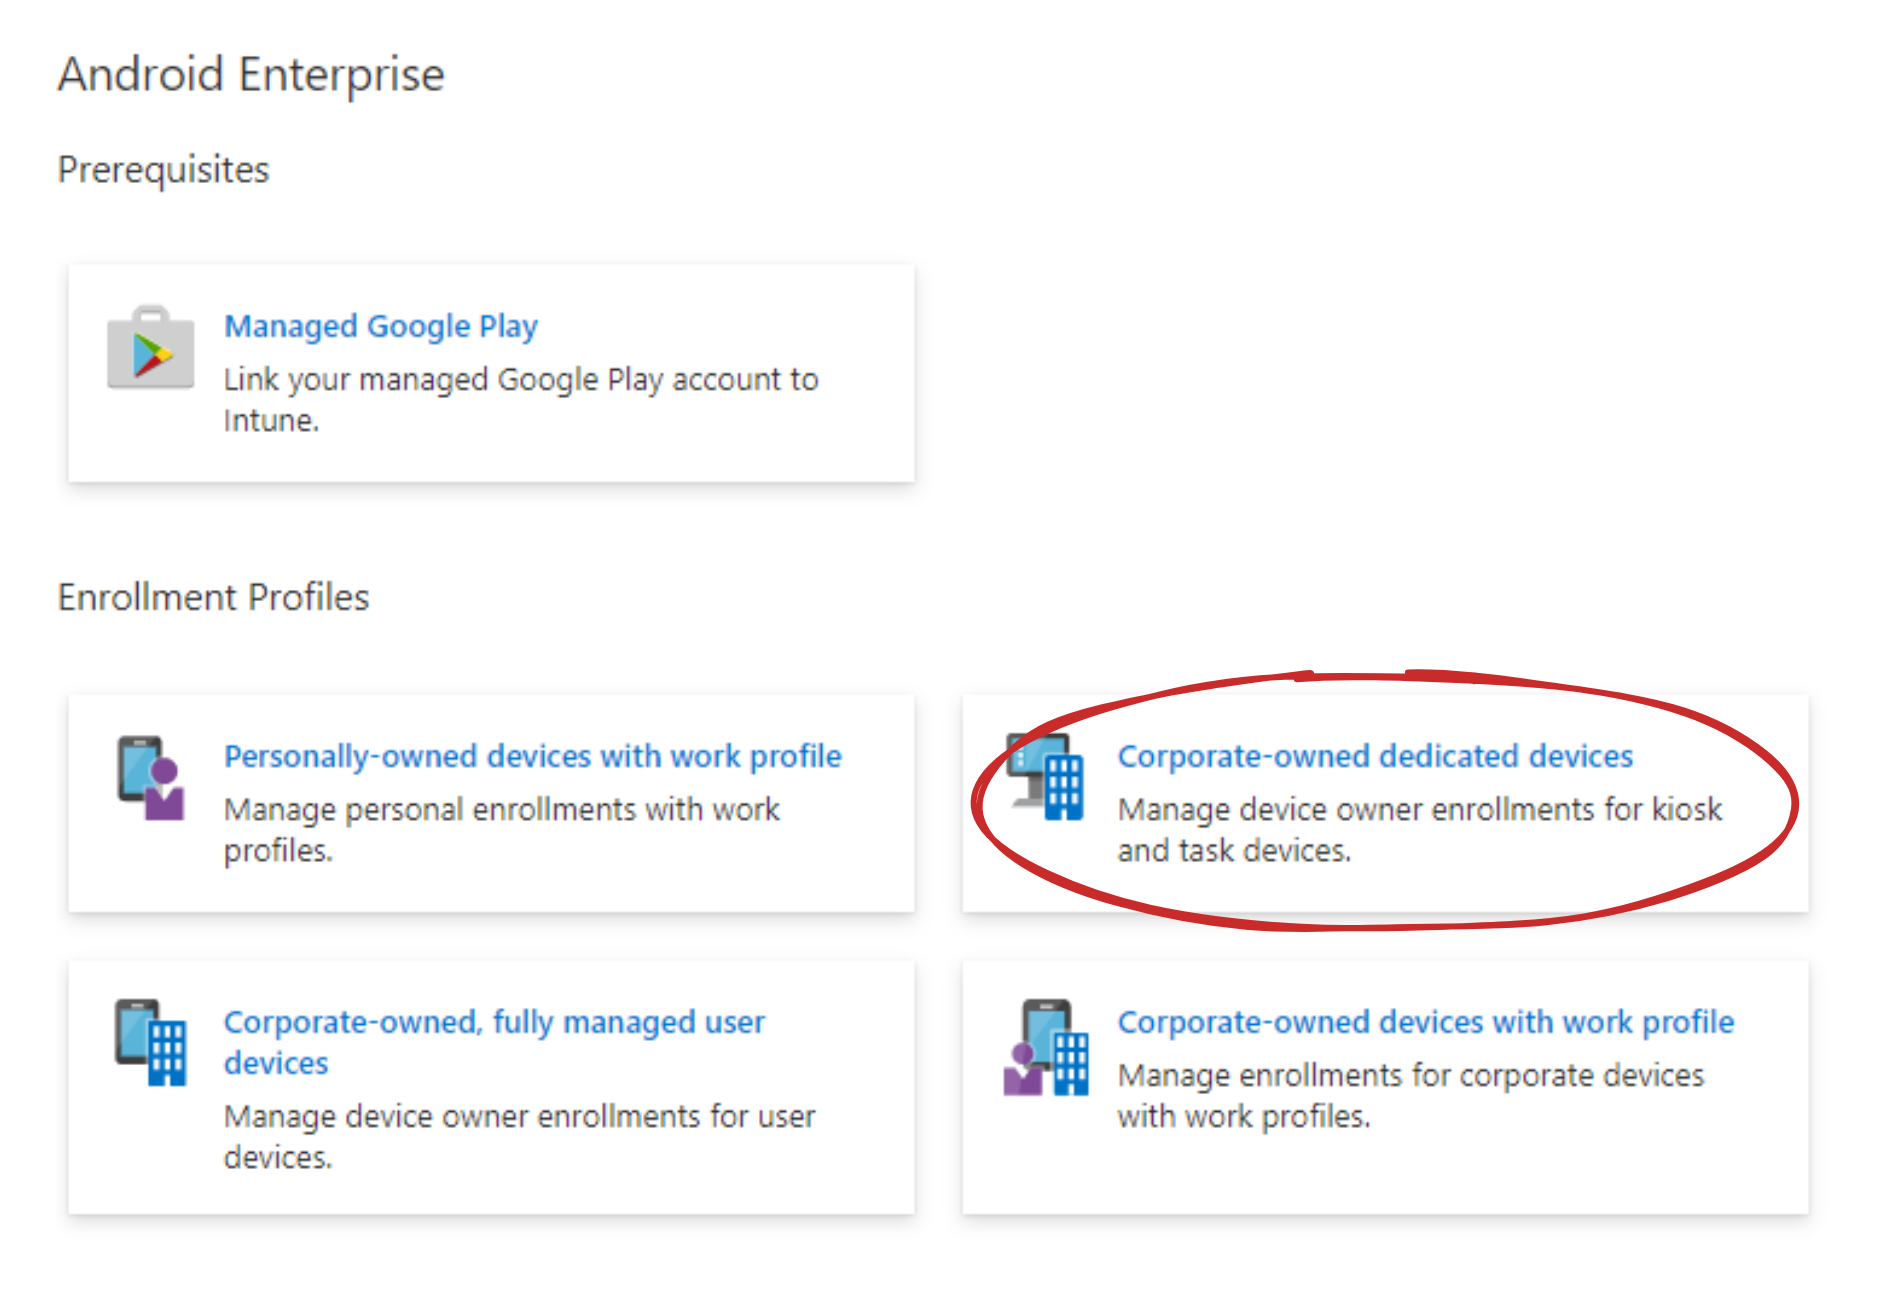 Android Enterprise
Prerequisites
Managed Google Play
Link your managed Google Play account to
Intune.
Enrollment Profiles
Personally-owned devices with work profile
Manage personal enrollments with work
profiles.
Corporate-owned dedicated devices
Manage device owner enrollments for kiosk
and task devices.
Corporate-owned, fully managed user
devices
Manage device owner enrollments for user
devices.
Corporate-owned devices with work profile
Manage enrollments for corporate devices
with work profiles.